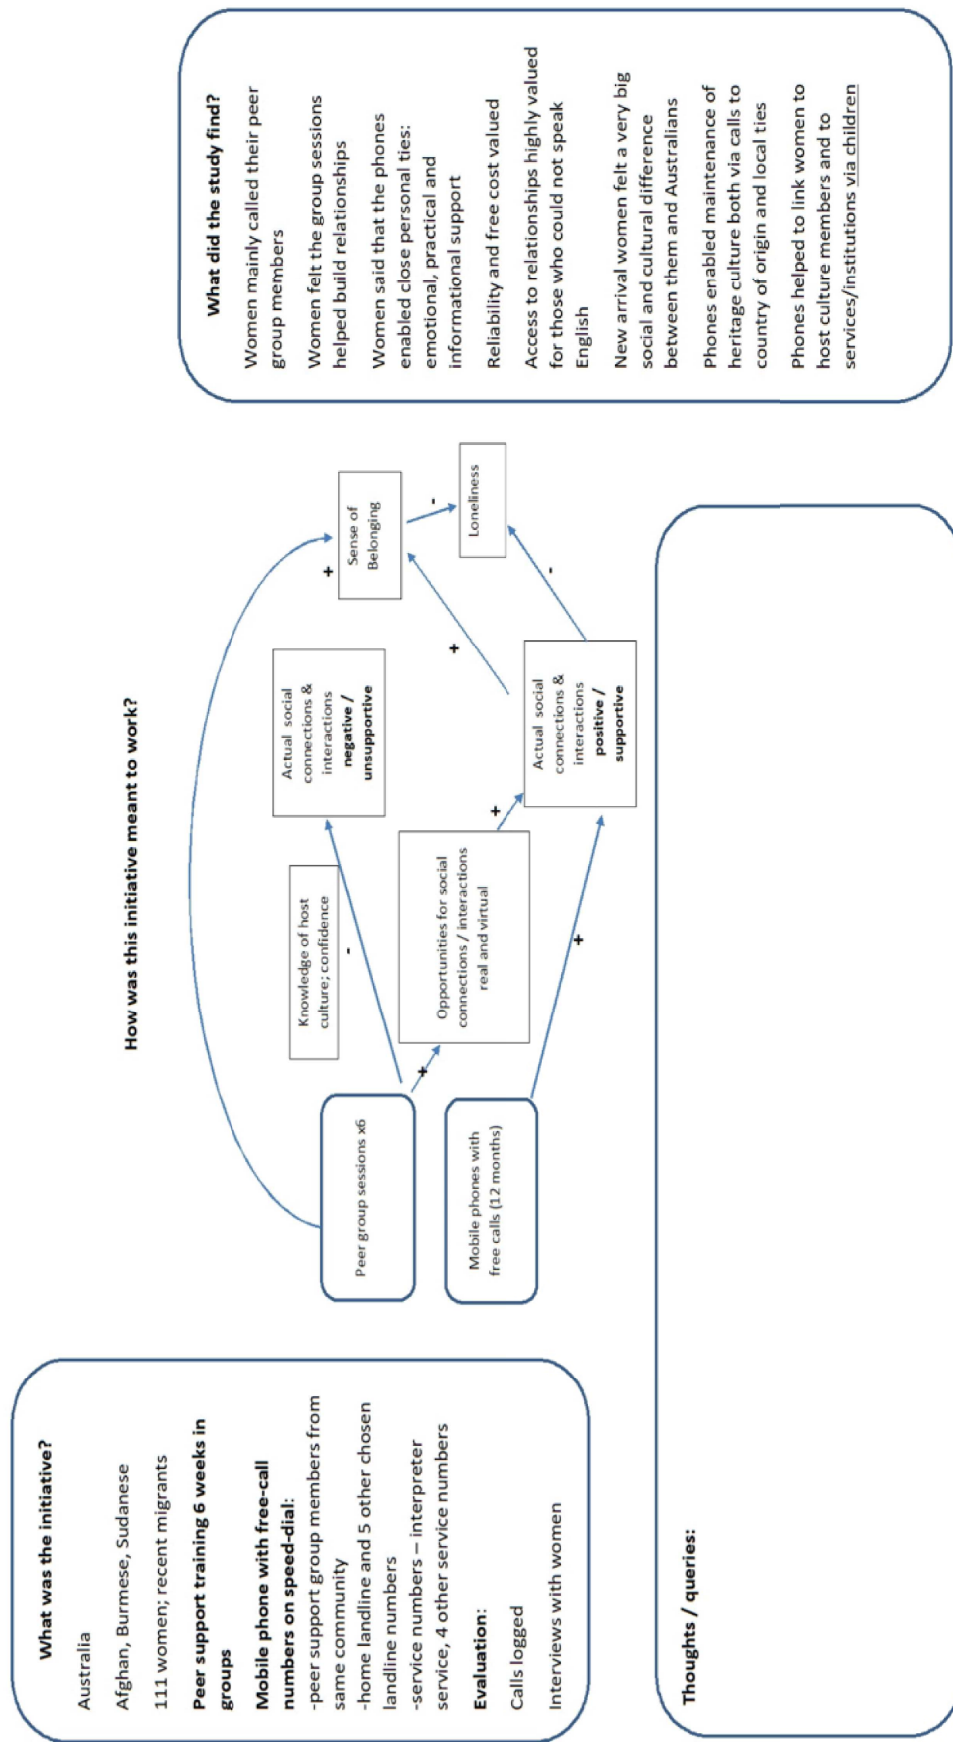 What was the initiative?
Australia
Afghan, Burmese, Sudanese
111 women; recent migrants
Peer support training 6 weeks in
groups
Mobile phone with free-call
numbers on speed-dial:
-peer support group members from
same community
-home landline and 5 other chosen
landline numbers
-service numbers – interpreter
service, 4 other service numbers
Evaluation:
Calls logged
Interviews with women
How was this initiative meant to work?
Peer group sessions x6
Mobile phones with
free calls (12 months)
Knowledge of host
culture; confidence
-
+
Opportunities for social
connections / interactions
real and virtual
+
+
Actual social
connections &
interactions
negative /
unsupportive
Actual social
connections &
interactions
positive /
supportive
+
+
-
Sense of
Belonging
-
Loneliness
What did the study find?
Women mainly called their peer
group members
Women felt the group sessions
helped build relationships
Women said that the phones
enabled close personal ties:
emotional, practical and
informational support
Reliability and free cost valued
Access to relationships highly valued
for those who could not speak
English
New arrival women felt a very big
social and cultural difference
between them and Australians
Phones enabled maintenance of
heritage culture both via calls to
country of origin and local ties
Phones helped to link women to
host culture members and to
services/institutions via children
Thoughts / queries: